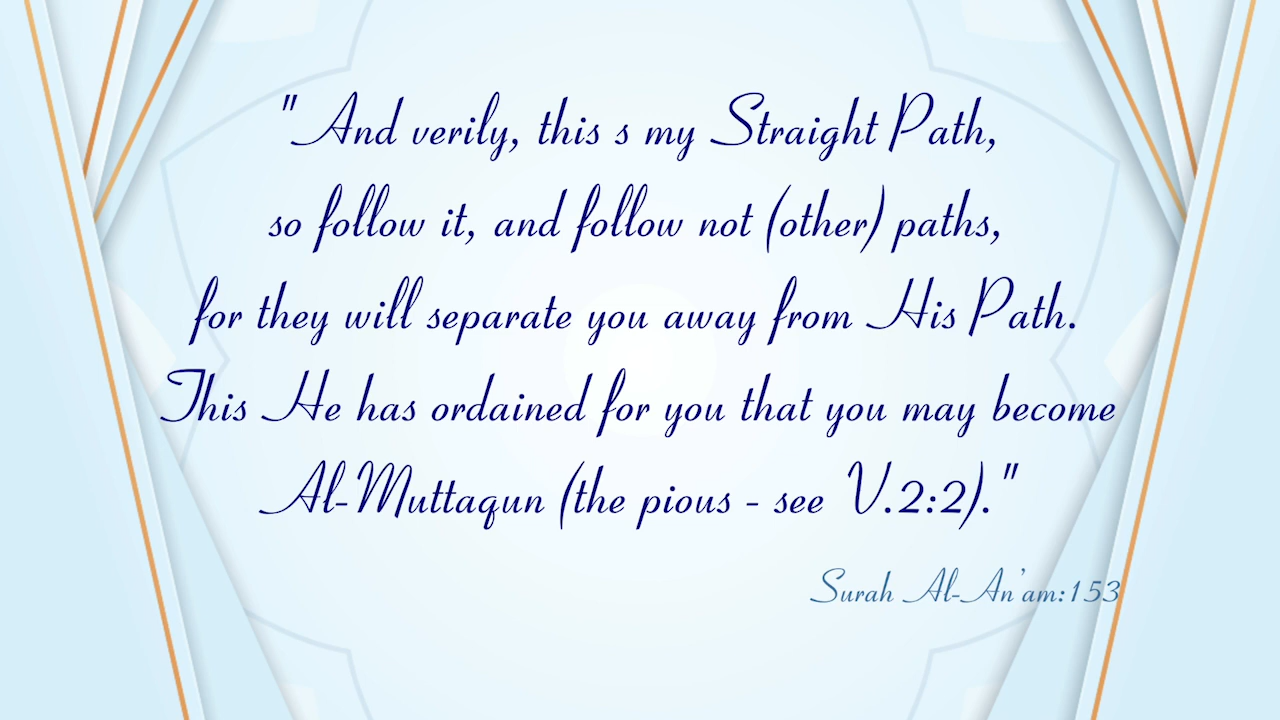 "And verily, this s my Straight Path,
so follow it, and follow not (other) paths,
for they will separate you away from His Path.
This He has ordained for you that you may become
Al-Muttaqun (the pious - see V.2:2)."
Surah Al-An'am:153